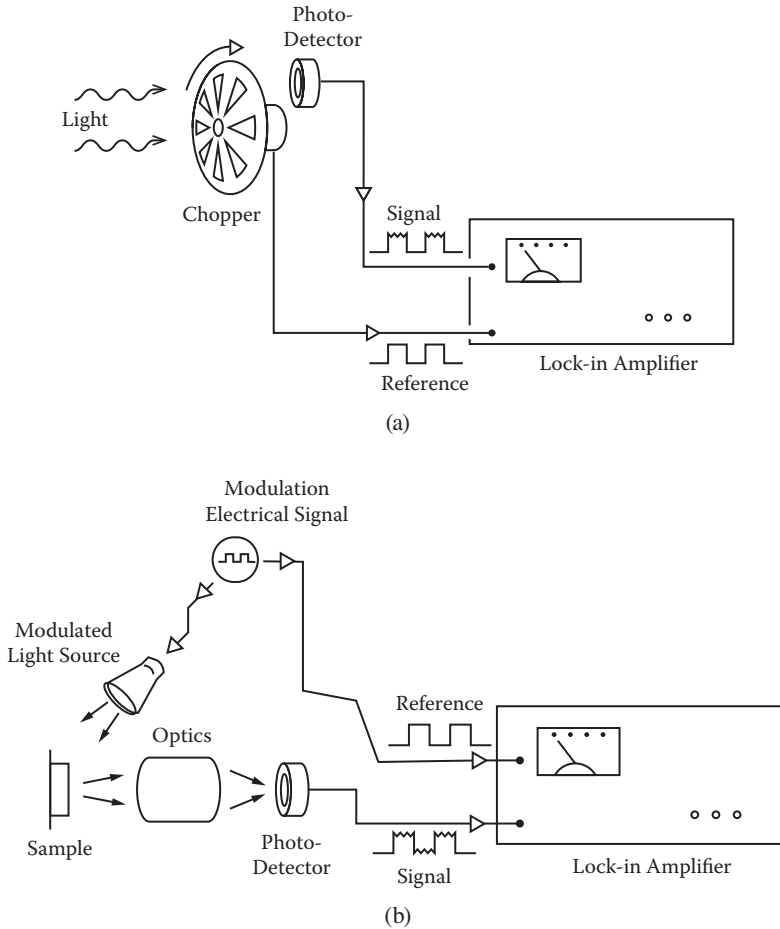 Photo-
Detector
Light
Chopper
Signal
Reference
Lock-in Amplifier
(a)
Modulation
Electrical Signal
Modulated
Light Source
Reference
Optics
Sample
Photo-
Detector
Signal
Lock-in Amplifier
(b)